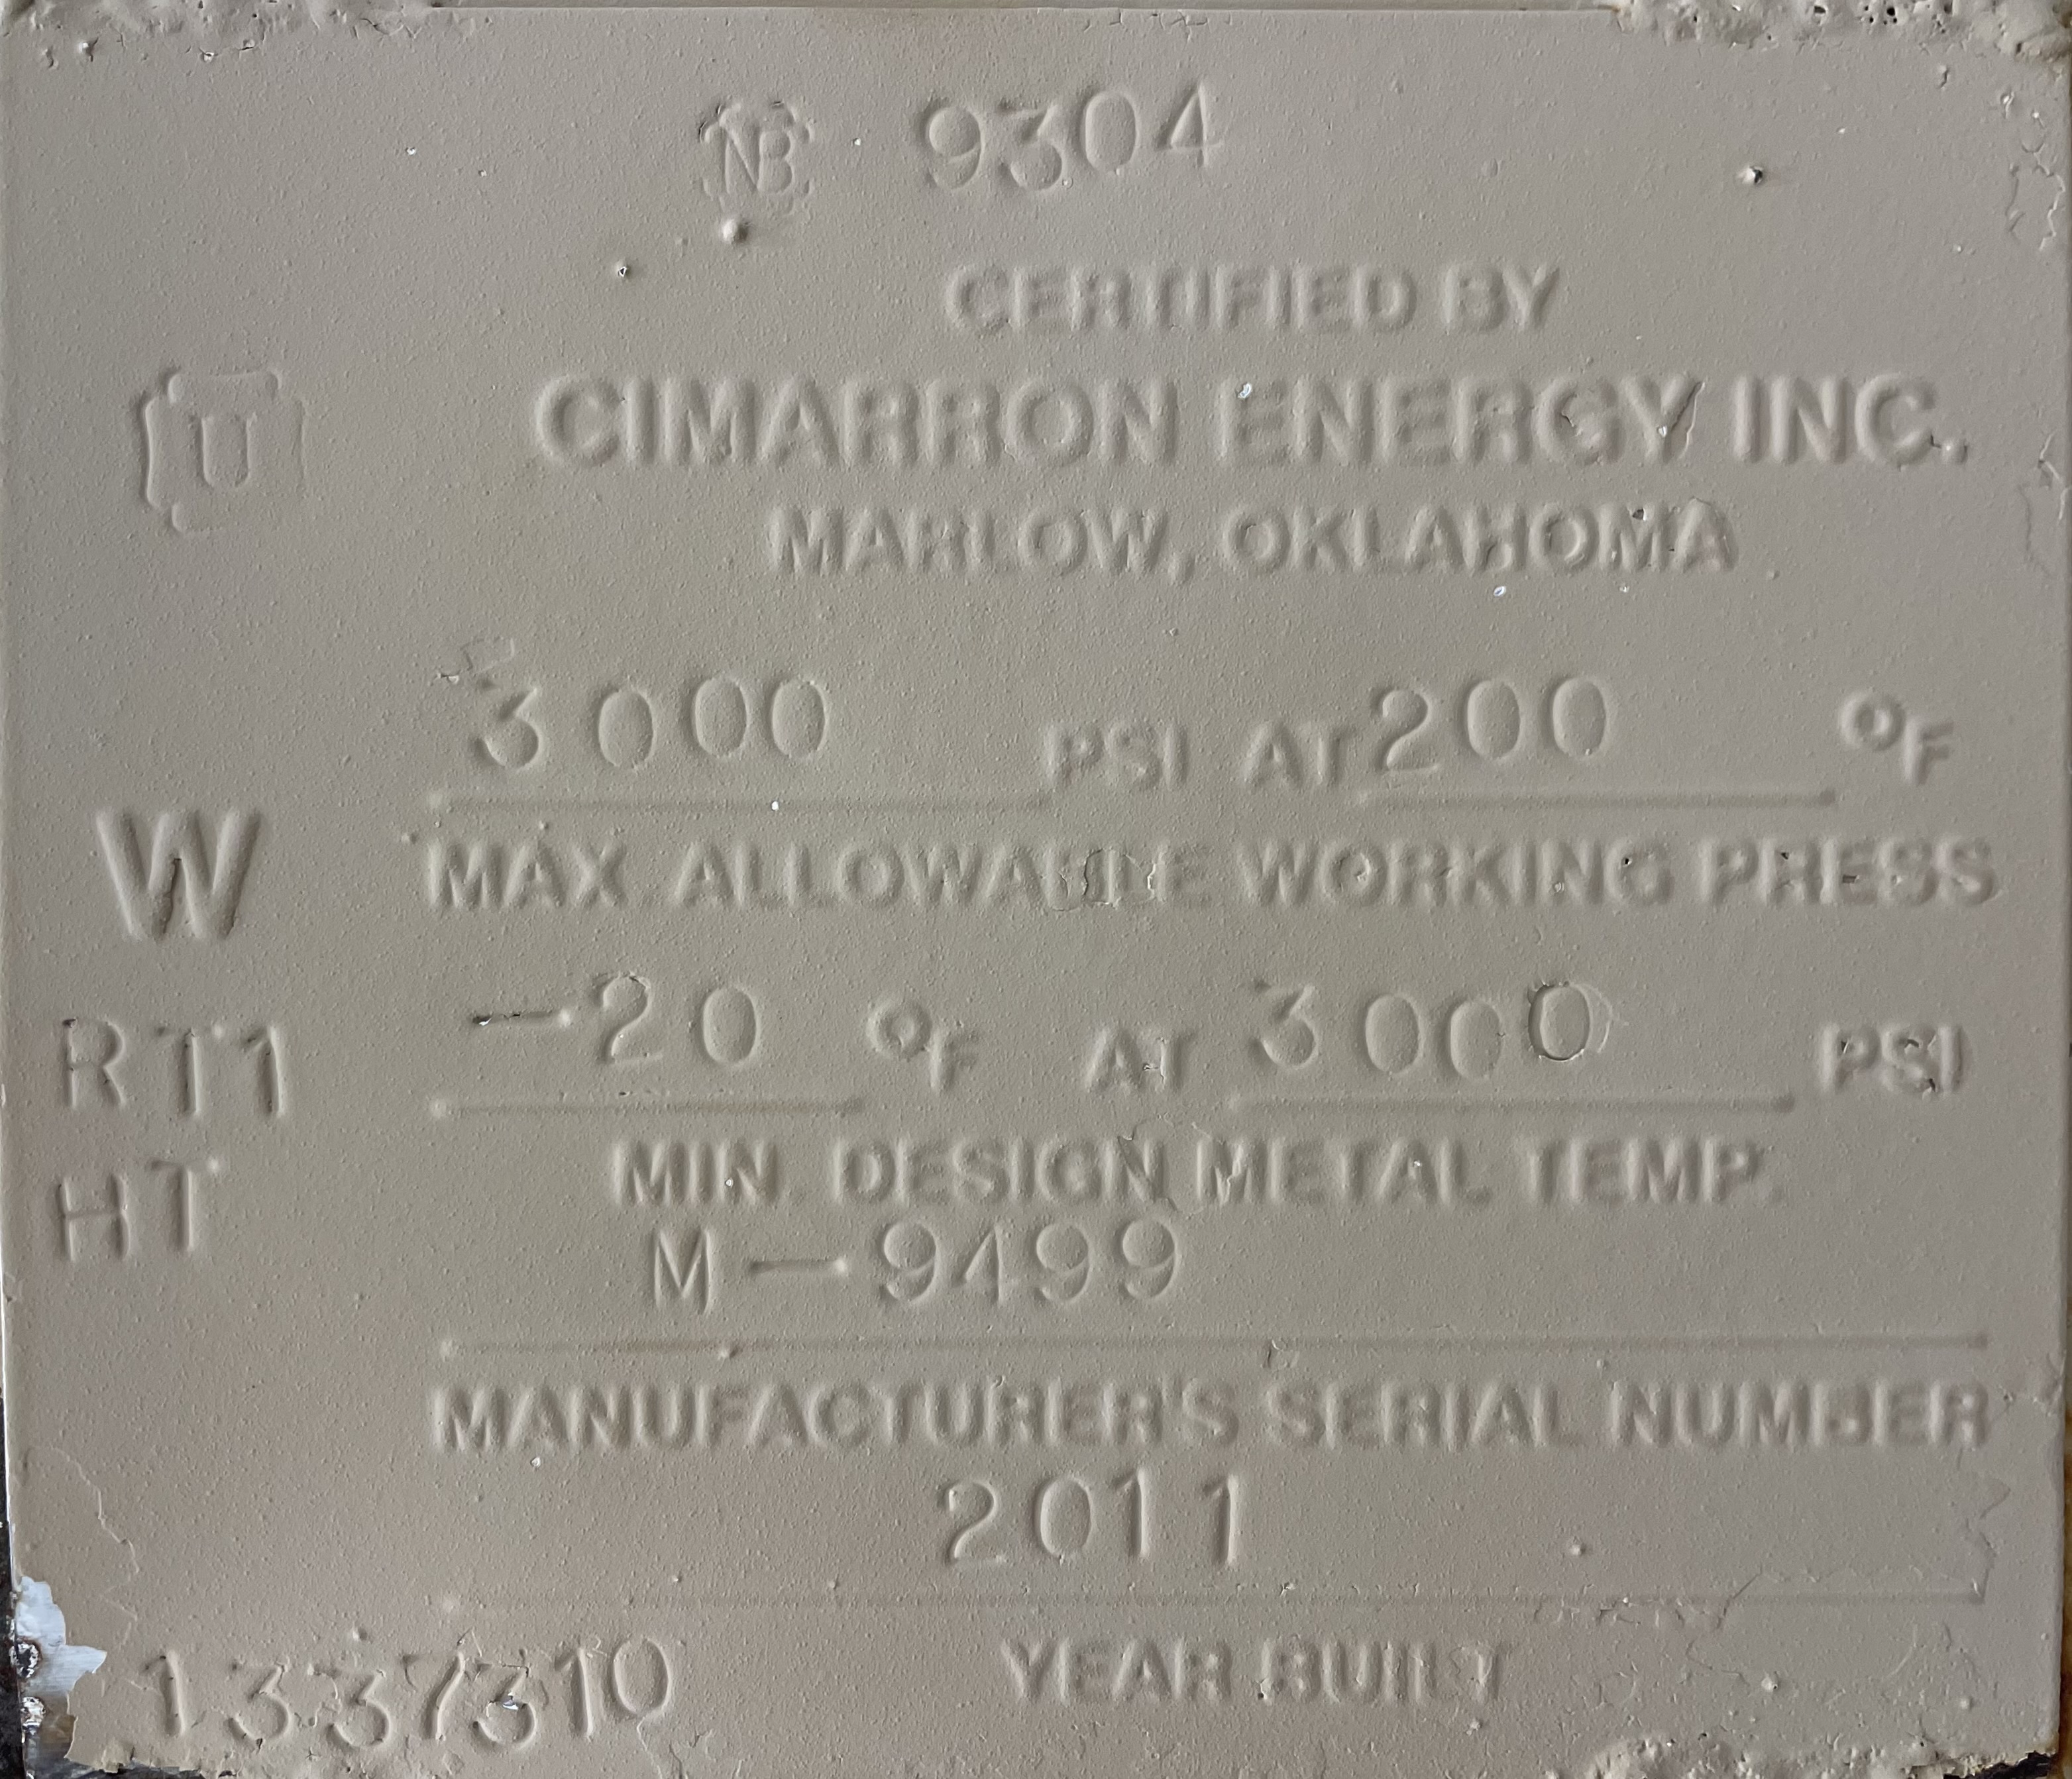 NB 9304
CERTIFIED BY
U
CIMARRON ENERGY INC.
MARLOW, OKLAHOMA
3000 PSI AT 200 °F
W
MAX ALLOWABLE WORKING PRESS
RT1
-20 °F AT 3000 PSI
HT
MIN. DESIGN METAL TEMP.
M-9499
MANUFACTURER'S SERIAL NUMBER
2011
YEAR BUILT
1337310